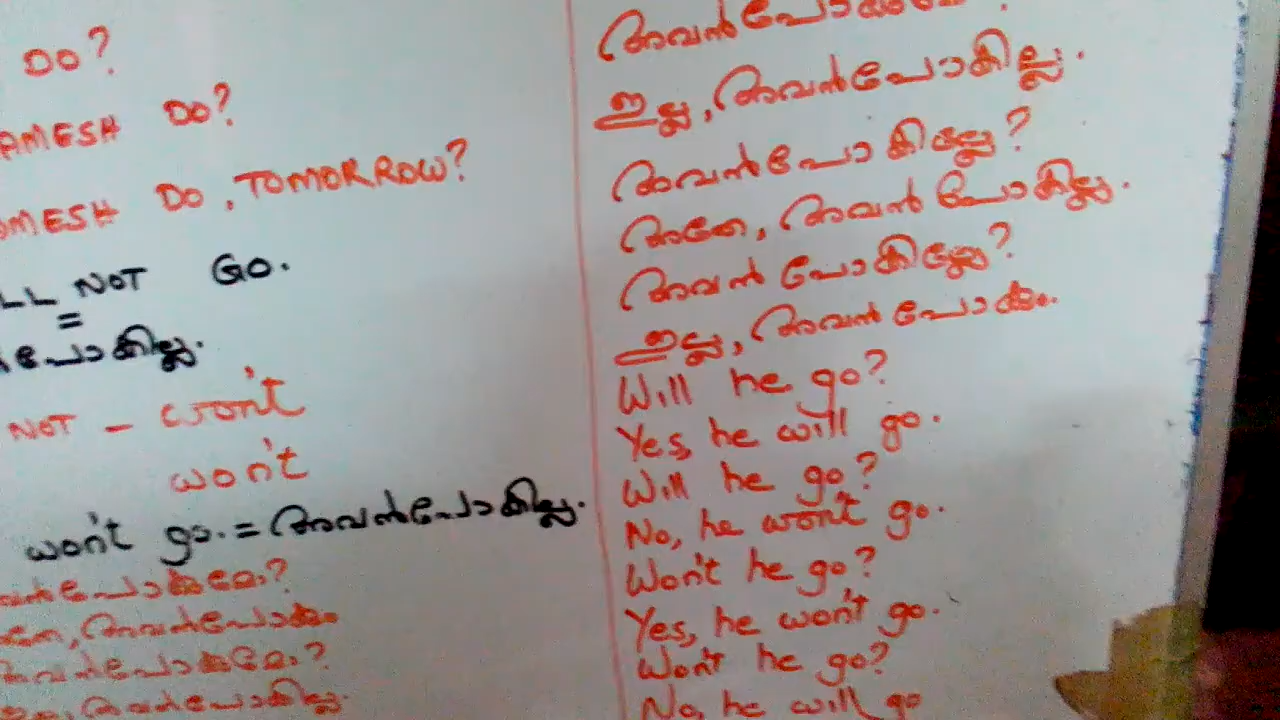 DO?
AMESH DO?
MESH DO, TOMORROW?
LL NOT GO.
പോകില്ല.
NOT - won't
won't
won't go. = അവൻ പോകില്ല.
അവൻ പോകുമോ?
ഇല്ല, അവൻ പോകില്ല.
അവൻ പോകില്ലേ?
അതെ, അവൻ പോകില്ല.
അവൻ പോകില്ലേ?
ഇല്ല, അവൻ പോകും.
Will he go?
Yes, he will go.
Will he go?
No, he won't go.
Won't he go?
Yes, he won't go.
Won't he go?
No, he will go